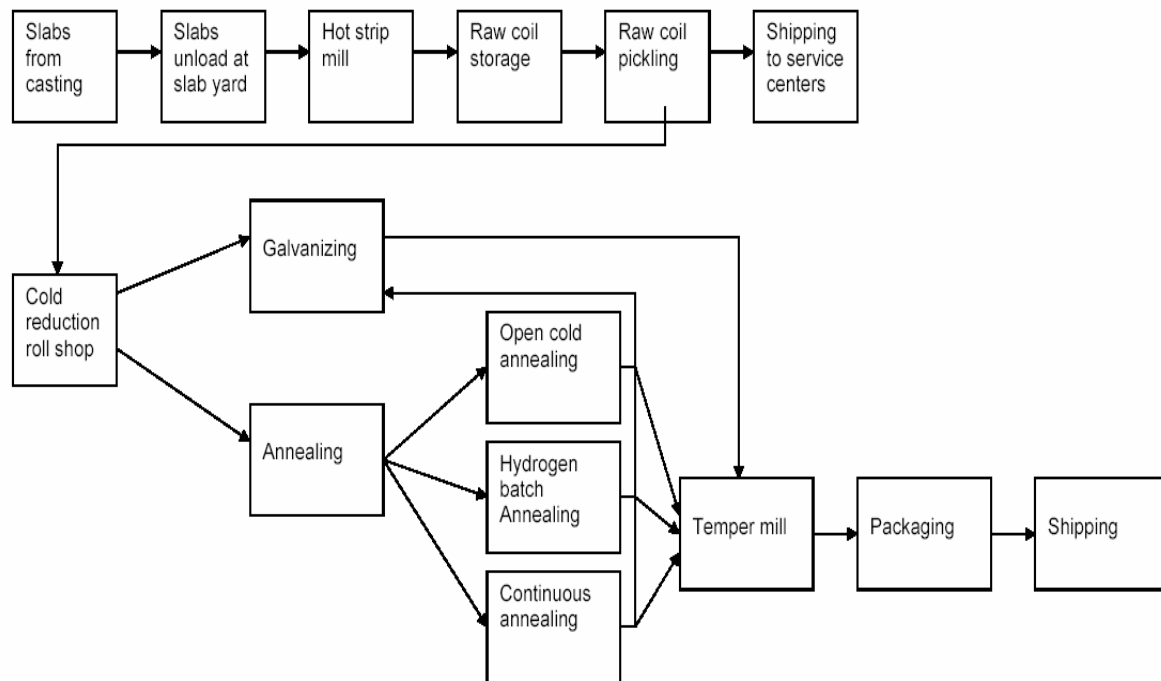 Slabs
from
casting
Slabs
unload at
slab yard
Hot strip
mill
Raw coil
storage
Raw coil
pickling
Shipping
to service
centers
Galvanizing
Cold
reduction
roll shop
Open cold
annealing
Annealing
Hydrogen
batch
Annealing
Temper mill
Packaging
Shipping
Continuous
annealing